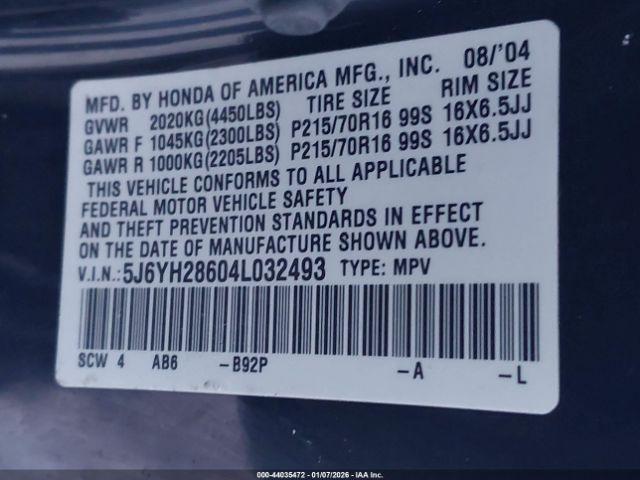 MFD. BY HONDA OF AMERICA MFG., INC. 08/'04
GVWR 2020KG(4450LBS) TIRE SIZE RIM SIZE
GAWR F 1045KG(2300LBS) P215/70R16 99S 16X6.5JJ
GAWR R 1000KG(2205LBS) P215/70R16 99S 16X6.5JJ
THIS VEHICLE CONFORMS TO ALL APPLICABLE
FEDERAL MOTOR VEHICLE SAFETY
AND THEFT PREVENTION STANDARDS IN EFFECT
ON THE DATE OF MANUFACTURE SHOWN ABOVE.
V.I.N.: 5J6YH28604L032493 TYPE: MPV
SCW 4 AB6 -B92P -A -L
000-44035472 - 01/07/2026 - IAA Inc.